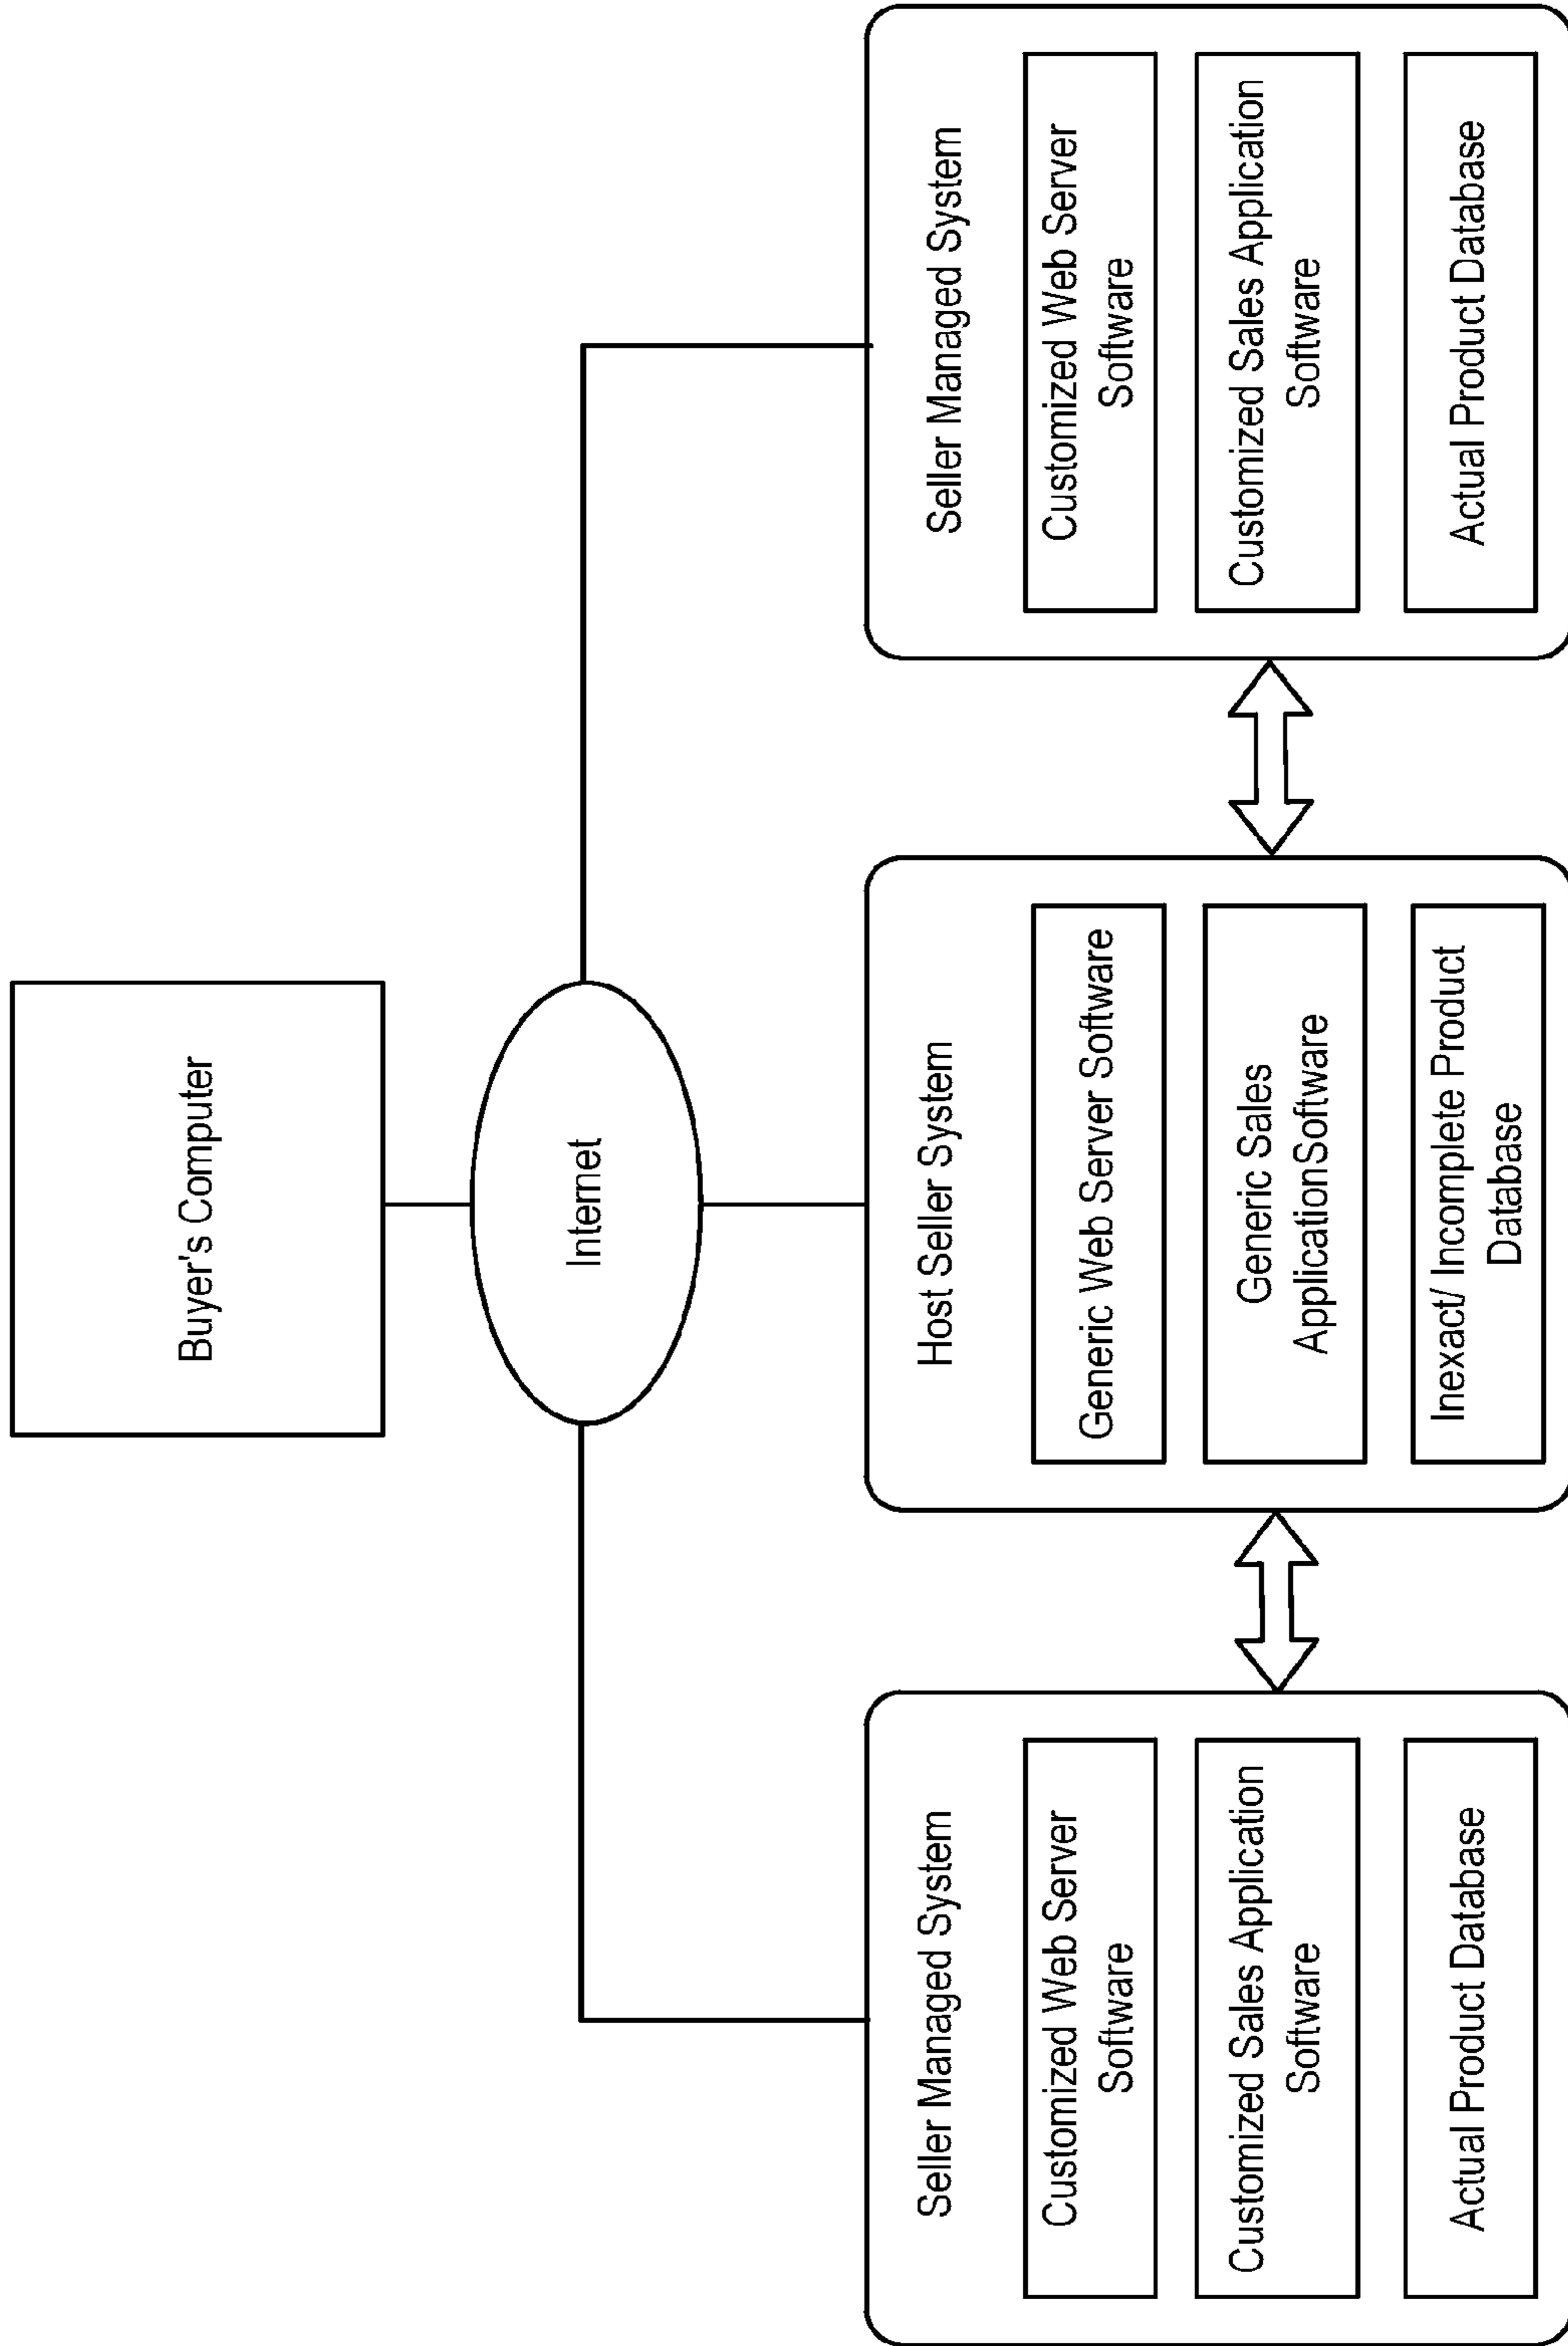 Buyer's Computer
Internet
Seller Managed System
Customized Web Server
Software
Customized Sales Application
Software
Actual Product Database
Host Seller System
Generic Web Server Software
Generic Sales
ApplicationSoftware
Inexact/ Incomplete Product
Database
Seller Managed System
Customized Web Server
Software
Customized Sales Application
Software
Actual Product Database